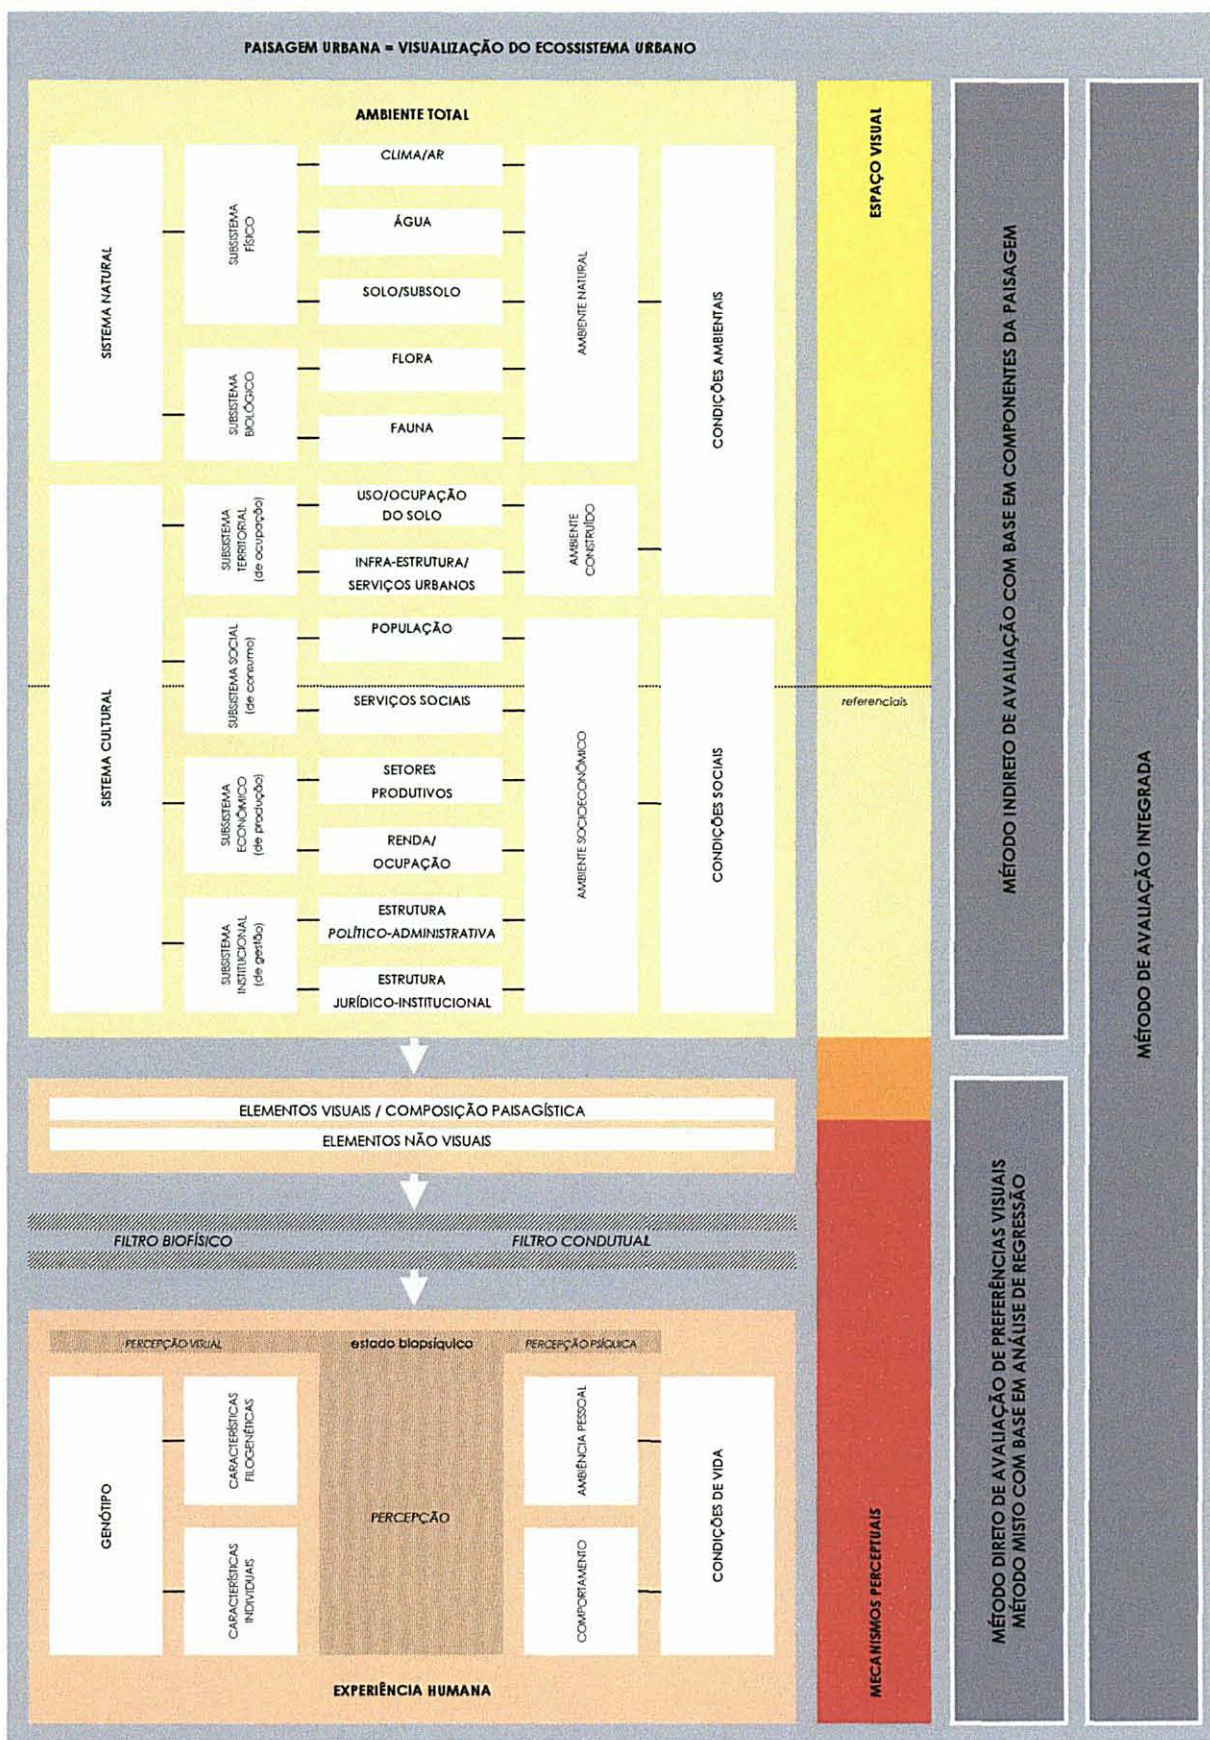 PAISAGEM URBANA = VISUALIZAÇÃO DO ECOSSISTEMA URBANO
AMBIENTE TOTAL
SISTEMA NATURAL
SUBSISTEMA
FÍSICO
CLIMA/AR
ÁGUA
SOLO/SUBSOLO
SUBSISTEMA
BIOLÓGICO
FLORA
FAUNA
AMBIENTE NATURAL
CONDIÇÕES AMBIENTAIS
SISTEMA CULTURAL
SUBSISTEMA
TERRITORIAL
(de ocupação)
USO/OCUPAÇÃO
DO SOLO
INFRA-ESTRUTURA/
SERVIÇOS URBANOS
AMBIENTE
CONSTRUÍDO
SUBSISTEMA SOCIAL
(de consumo)
POPULAÇÃO
SERVIÇOS SOCIAIS
SUBSISTEMA
ECONÔMICO
(de produção)
SETORES
PRODUTIVOS
RENDA/
OCUPAÇÃO
SUBSISTEMA
INSTITUCIONAL
(de gestão)
ESTRUTURA
POLÍTICO-ADMINISTRATIVA
ESTRUTURA
JURÍDICO-INSTITUCIONAL
AMBIENTE SOCIOECONÔMICO
CONDIÇÕES SOCIAIS
ESPAÇO VISUAL
referenciais
MÉTODO INDIRETO DE AVALIAÇÃO COM BASE EM COMPONENTES DA PAISAGEM
MÉTODO DE AVALIAÇÃO INTEGRADA
ELEMENTOS VISUAIS / COMPOSIÇÃO PAISAGÍSTICA
ELEMENTOS NÃO VISUAIS
FILTRO BIOFÍSICO
FILTRO CONDUTUAL
PERCEPÇÃO VISUAL
estado biopsíquico
PERCEPÇÃO PSÍQUICA
GENÓTIPO
CARACTERÍSTICAS
FILOGENÉTICAS
CARACTERÍSTICAS
INDIVIDUAIS
PERCEPÇÃO
AMBIÊNCIA PESSOAL
COMPORTAMENTO
CONDIÇÕES DE VIDA
EXPERIÊNCIA HUMANA
MECANISMOS PERCEPTUAIS
MÉTODO DIRETO DE AVALIAÇÃO DE PREFERÊNCIAS VISUAIS
MÉTODO MISTO COM BASE EM ANÁLISE DE REGRESSÃO